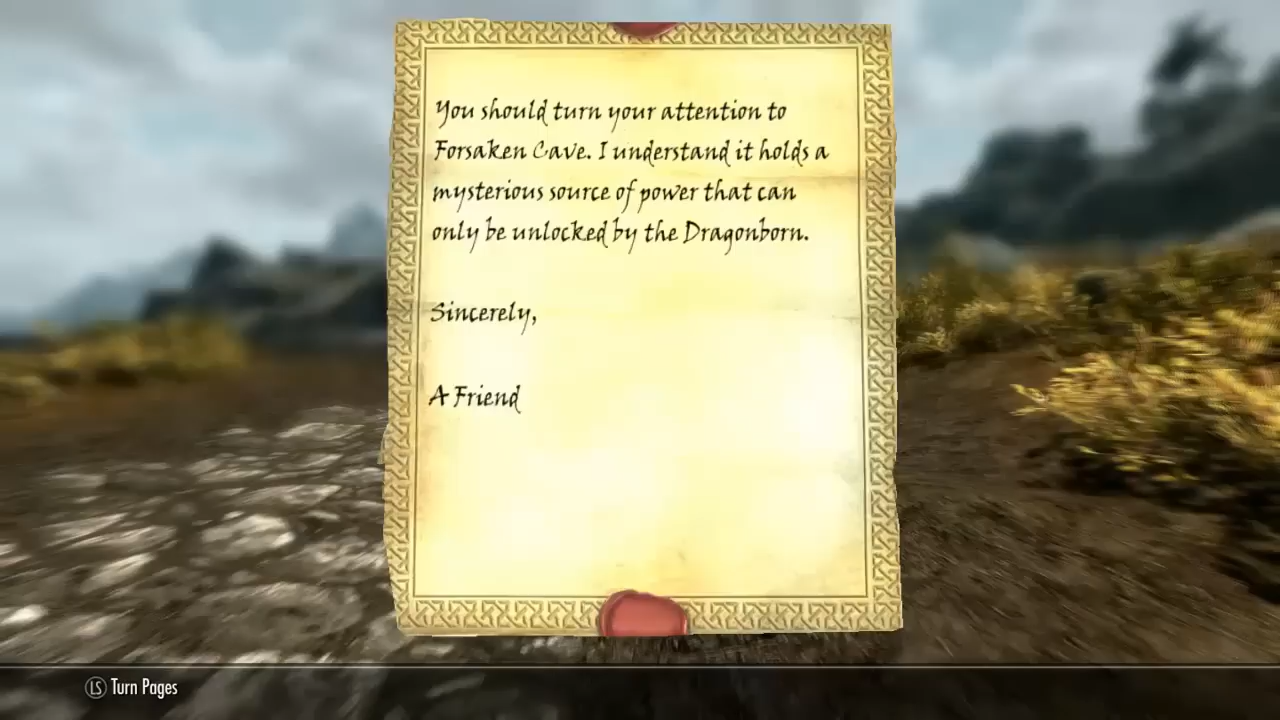 You should turn your attention to
Forsaken Cave. I understand it holds a
mysterious source of power that can
only be unlocked by the Dragonborn.
Sincerely,
A Friend
LS Turn Pages